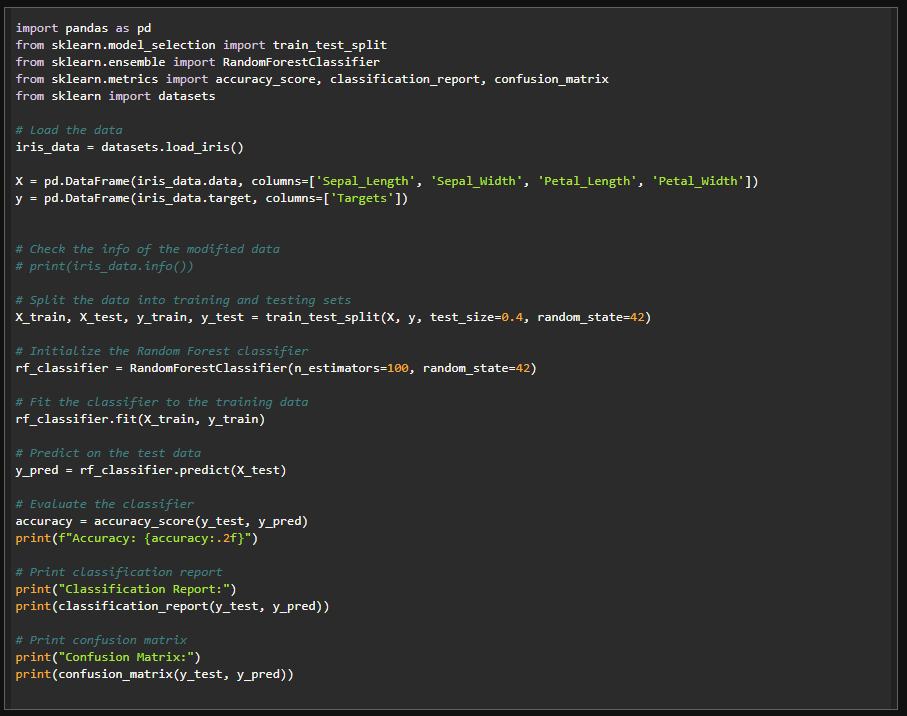 import pandas as pd
from sklearn.model_selection import train_test_split
from sklearn.ensemble import RandomForestClassifier
from sklearn.metrics import accuracy_score, classification_report, confusion_matrix
from sklearn import datasets
# Load the data
iris_data = datasets.load_iris()
X = pd.DataFrame(iris_data.data, columns=['Sepal_Length', 'Sepal_Width', 'Petal_Length', 'Petal_Width'])
y = pd.DataFrame(iris_data.target, columns=['Targets'])
# Check the info of the modified data
# print(iris_data.info())
# Split the data into training and testing sets
X_train, X_test, y_train, y_test = train_test_split(X, y, test_size=0.4, random_state=42)
# Initialize the Random Forest classifier
rf_classifier = RandomForestClassifier(n_estimators=100, random_state=42)
# Fit the classifier to the training data
rf_classifier.fit(X_train, y_train)
# Predict on the test data
y_pred = rf_classifier.predict(X_test)
# Evaluate the classifier
accuracy = accuracy_score(y_test, y_pred)
print(f"Accuracy: {accuracy:.2f}")
# Print classification report
print("Classification Report:")
print(classification_report(y_test, y_pred))
# Print confusion matrix
print("Confusion Matrix:")
print(confusion_matrix(y_test, y_pred))